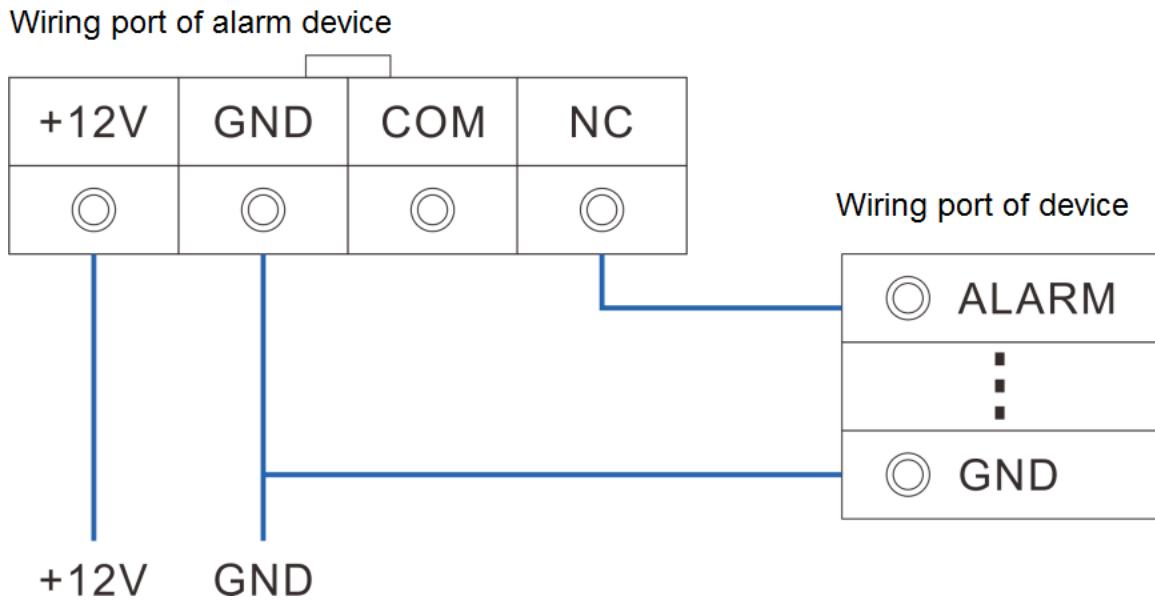 Wiring port of alarm device
+12V GND COM NC
Wiring port of device
ALARM
GND
+12V GND